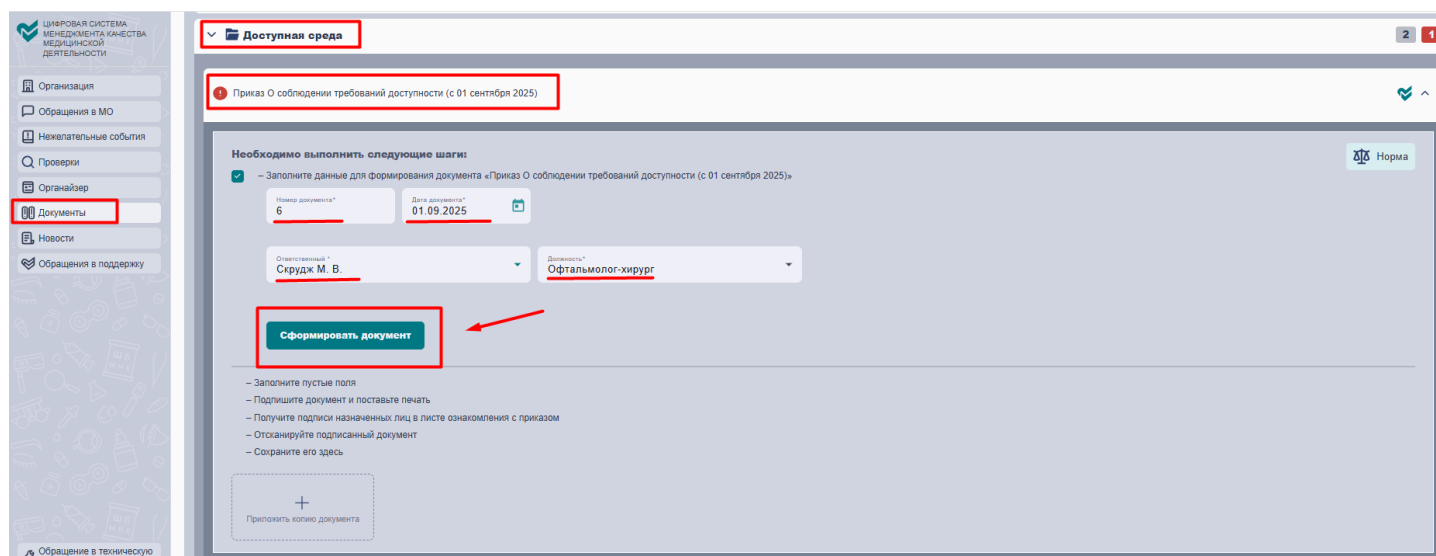 ЦИФРОВАЯ СИСТЕМА
МЕНЕДЖМЕНТА КАЧЕСТВА
МЕДИЦИНСКОЙ
ДЕЯТЕЛЬНОСТИ
Организация
Обращения в МО
Нежелательные события
Проверки
Органайзер
Документы
Новости
Обращения в поддержку
Обращение в техническую
Доступная среда
2 1
Приказ О соблюдении требований доступности (с 01 сентября 2025)
Необходимо выполнить следующие шаги:
Норма
– Заполните данные для формирования документа «Приказ О соблюдении требований доступности (с 01 сентября 2025)»
Номер документа* Дата документа*
6 01.09.2025
Ответственный * Должность*
Скрудж М. В. Офтальмолог-хирург
Сформировать документ
– Заполните пустые поля
– Подпишите документ и поставьте печать
– Получите подписи назначенных лиц в листе ознакомления с приказом
– Отсканируйте подписанный документ
– Сохраните его здесь
Приложить копию документа